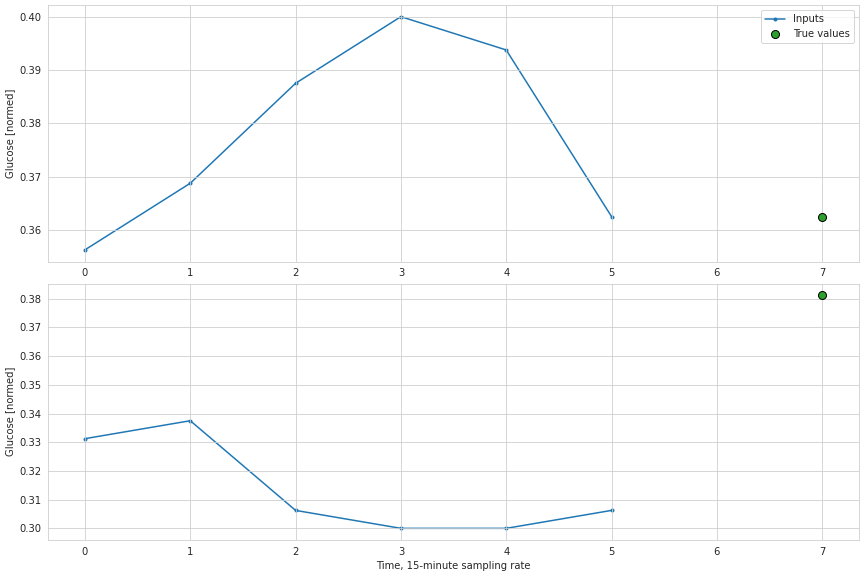 0.40
0.39
0.38
0.37
0.36
Glucose [normed]
Inputs
True values
0 1 2 3 4 5 6 7
0.38
0.37
0.36
0.35
0.34
0.33
0.32
0.31
0.30
Glucose [normed]
0 1 2 3 4 5 6 7
Time, 15-minute sampling rate